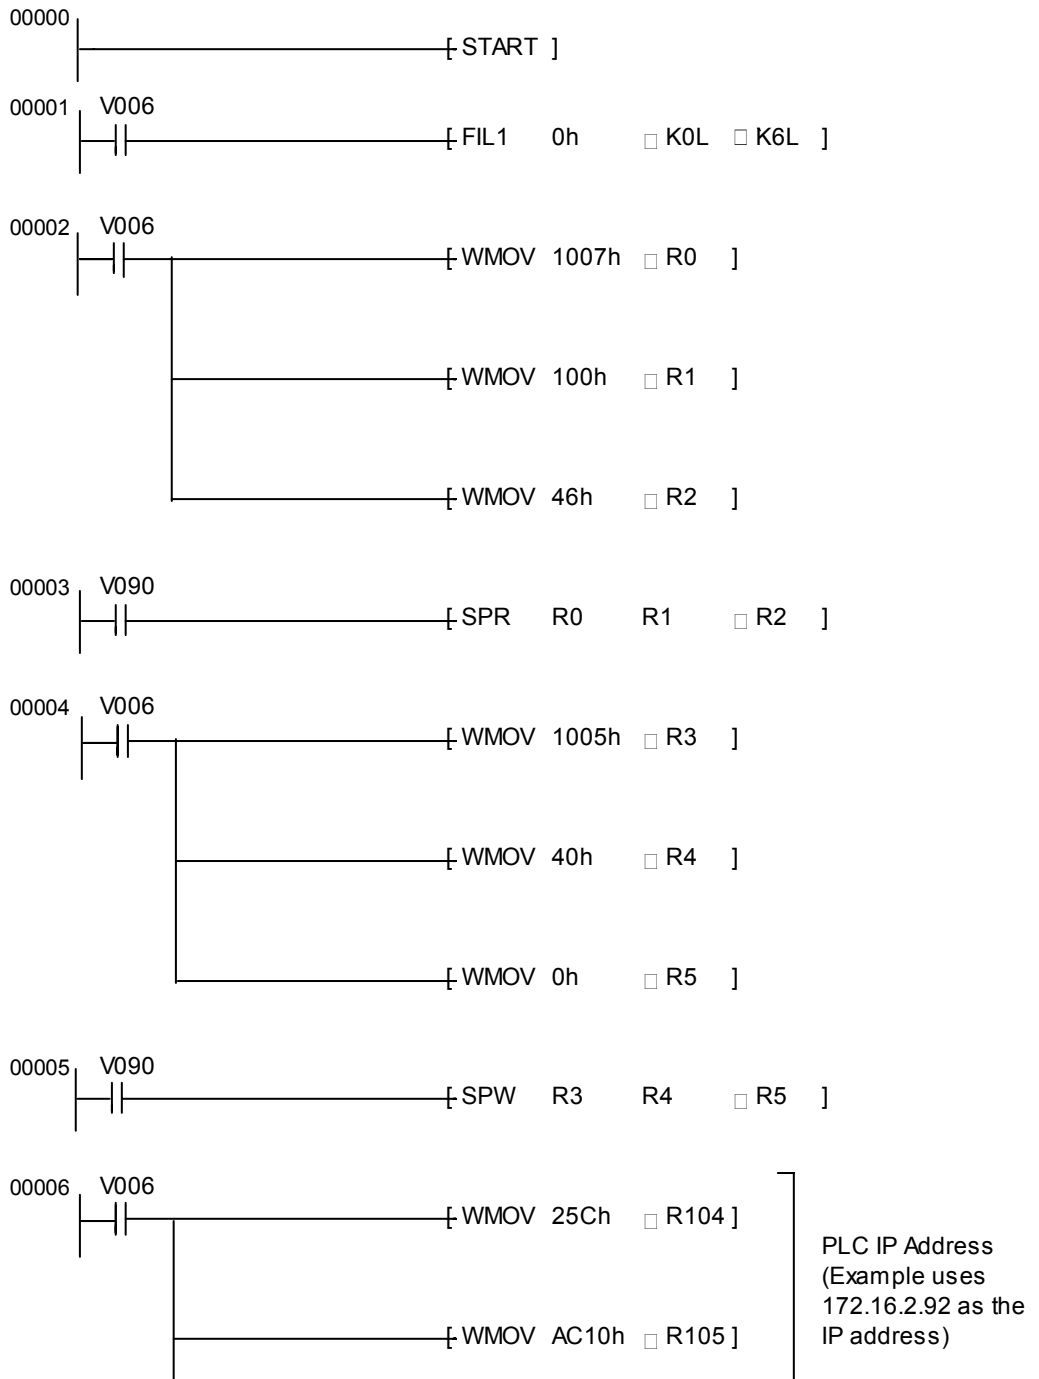 00000
[ START ]
00001 V006
[ FIL1 0h □ K0L □ K6L ]
00002 V006
[ WMOV 1007h □ R0 ]
[ WMOV 100h □ R1 ]
[ WMOV 46h □ R2 ]
00003 V090
[ SPR R0 R1 □ R2 ]
00004 V006
[ WMOV 1005h □ R3 ]
[ WMOV 40h □ R4 ]
[ WMOV 0h □ R5 ]
00005 V090
[ SPW R3 R4 □ R5 ]
00006 V006
[ WMOV 25Ch □ R104 ]
[ WMOV AC10h □ R105 ]
PLC IP Address
(Example uses
172.16.2.92 as the
IP address)